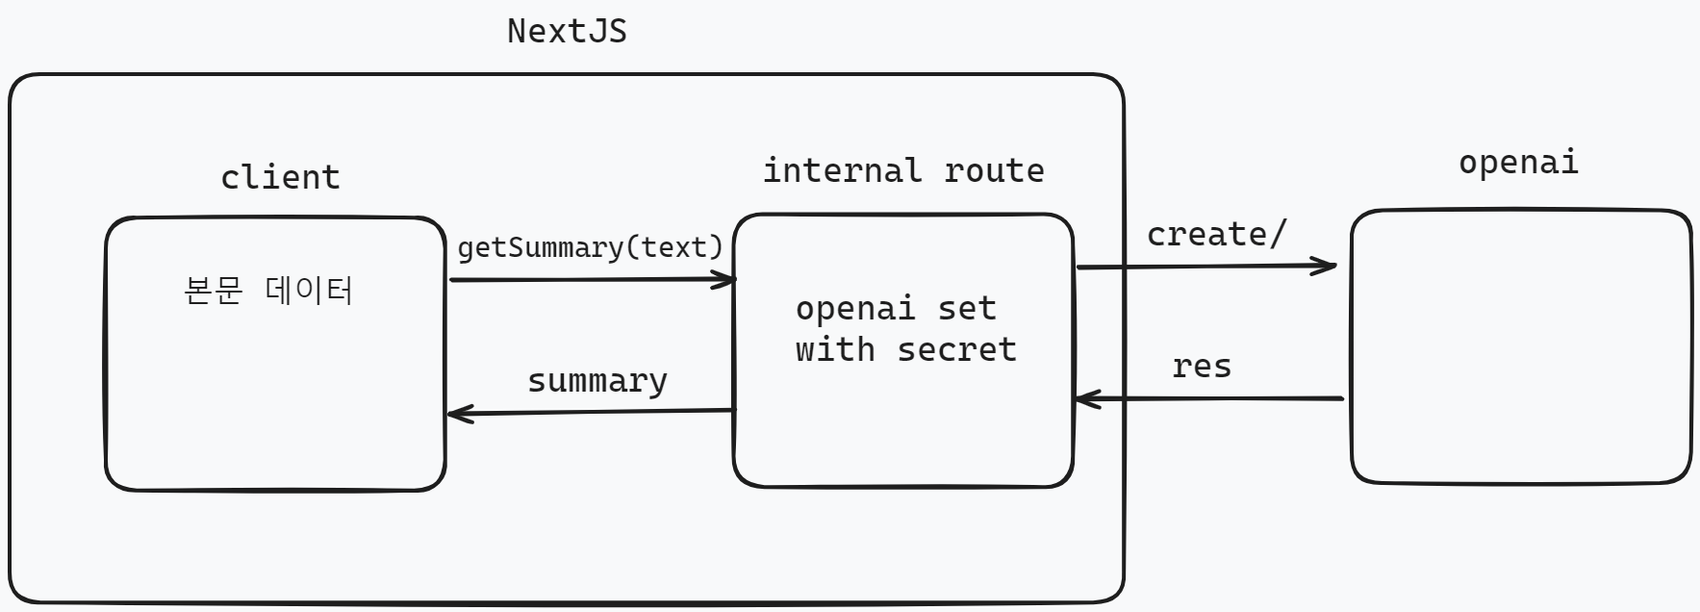 NextJS
client
internal route
openai
본문 데이터
getSummary(text)
summary
openai set
with secret
create/
res